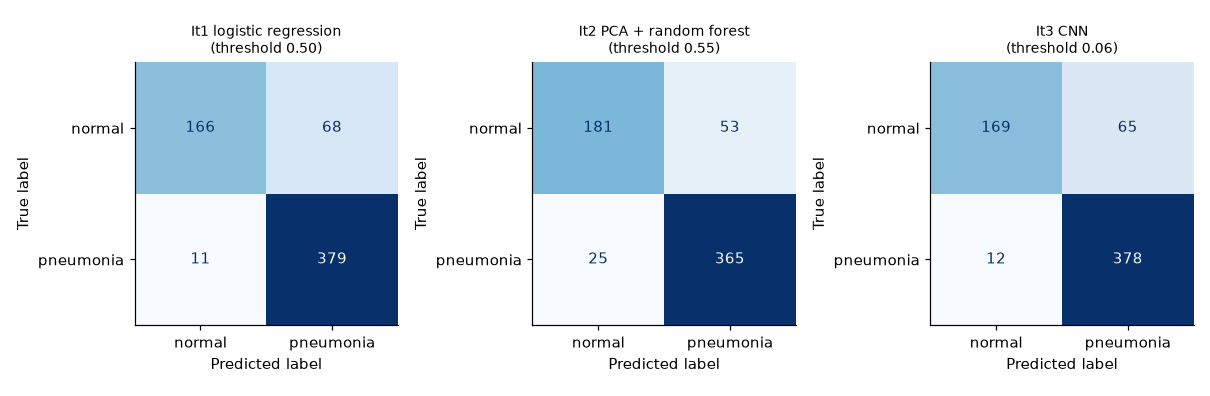 It1 logistic regression
(threshold 0.50)
True label
normal
166
68
pneumonia
11
379
normal
pneumonia
Predicted label
It2 PCA + random forest
(threshold 0.55)
True label
normal
181
53
pneumonia
25
365
normal
pneumonia
Predicted label
It3 CNN
(threshold 0.06)
True label
normal
169
65
pneumonia
12
378
normal
pneumonia
Predicted label